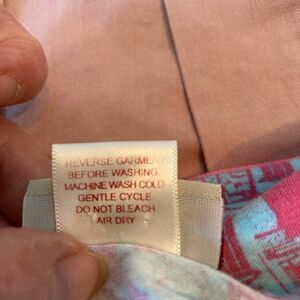 REVERSE GARMENT
BEFORE WASHING
MACHINE WASH COLD
GENTLE CYCLE
DO NOT BLEACH
AIR DRY